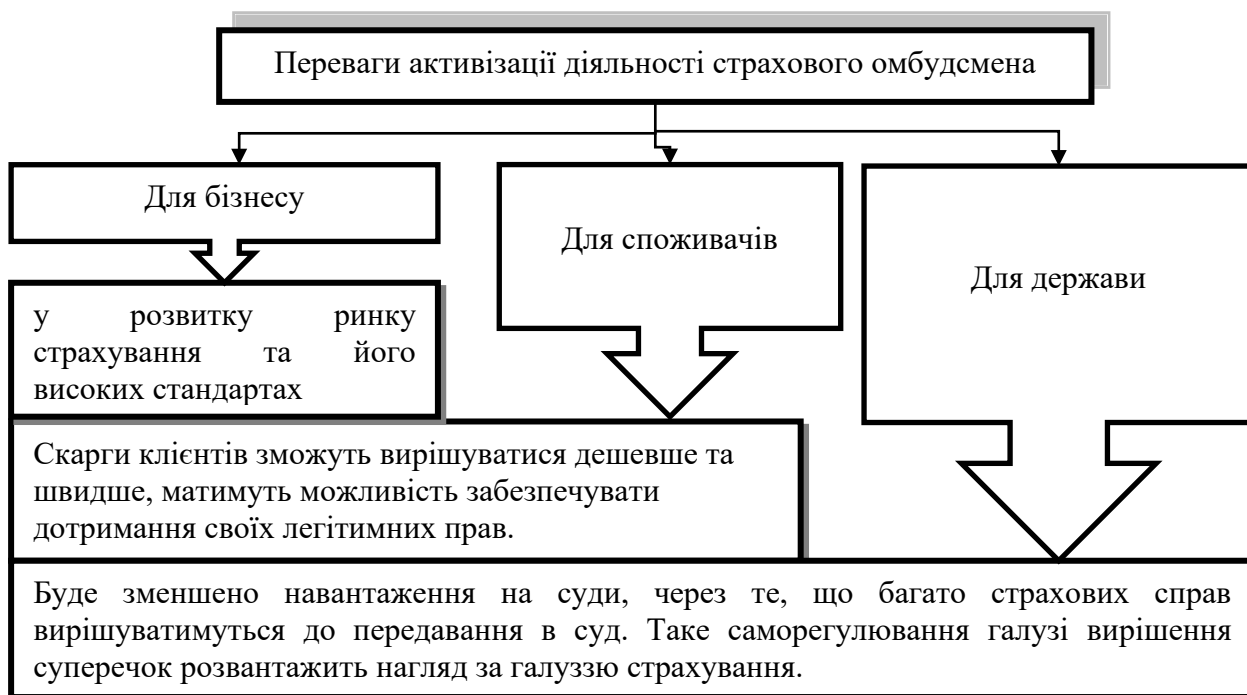 Переваги активізації діяльності страхового омбудсмена
Для бізнесу
Для споживачів
Для держави
у розвитку ринку
страхування та його
високих стандартах
Скарги клієнтів зможуть вирішуватися дешевше та
швидше, матимуть можливість забезпечувати
дотримання своїх легітимних прав.
Буде зменшено навантаження на суди, через те, що багато страхових справ
вирішуватимуться до передавання в суд. Таке саморегулювання галузі вирішення
суперечок розвантажить нагляд за галуззю страхування.